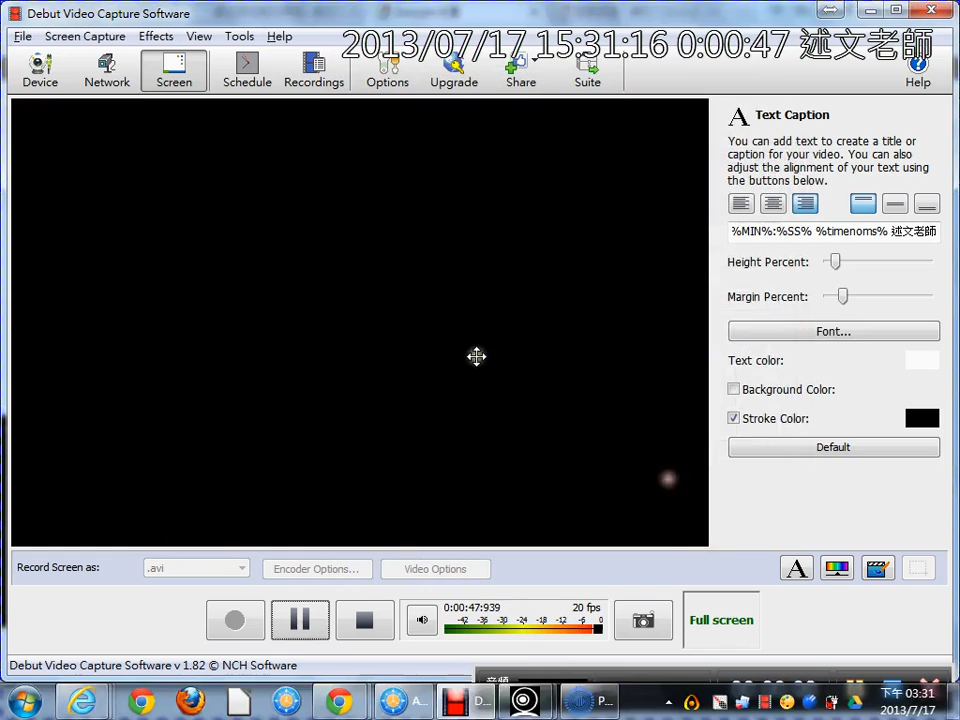 Debut Video Capture Software
File Screen Capture Effects View Tools Help
2013/07/17 15:31:16 0:00:47 述文老師
Device Network Screen Schedule Recordings Options Upgrade Share Suite Help
A Text Caption
You can add text to create a title or
caption for your video. You can also
adjust the alignment of your text using
the buttons below.
%MIN%:%SS% %timenoms% 述文老師
Height Percent:
Margin Percent:
Font...
Text color:
Background Color:
Stroke Color:
Default
Record Screen as: .avi Encoder Options... Video Options A
0:00:47:939 20 fps
-42 -36 -30 -24 -18 -12 -6 0
Full screen
Debut Video Capture Software v 1.82 © NCH Software
A... D... P... 下午 03:31
2013/7/17